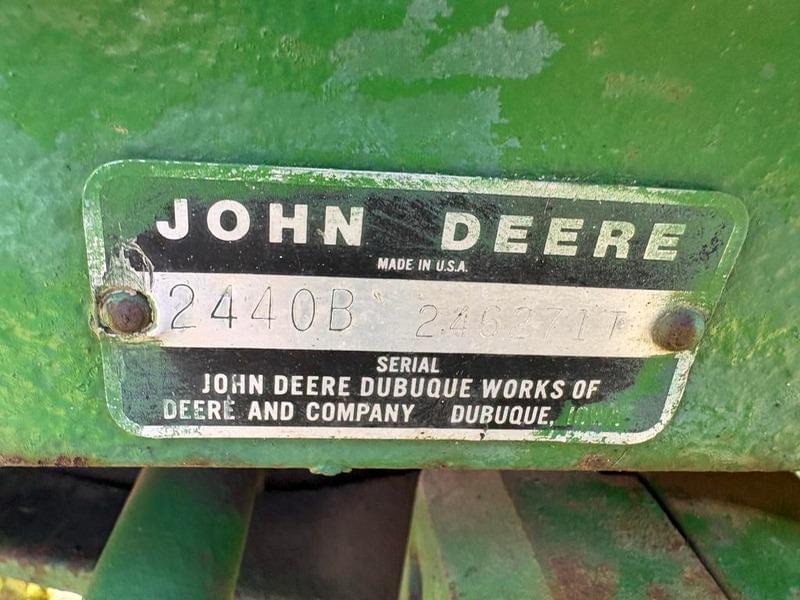 JOHN DEERE
MADE IN U.S.A.
2440B 246271T
SERIAL
JOHN DEERE DUBUQUE WORKS OF
DEERE AND COMPANY DUBUQUE,